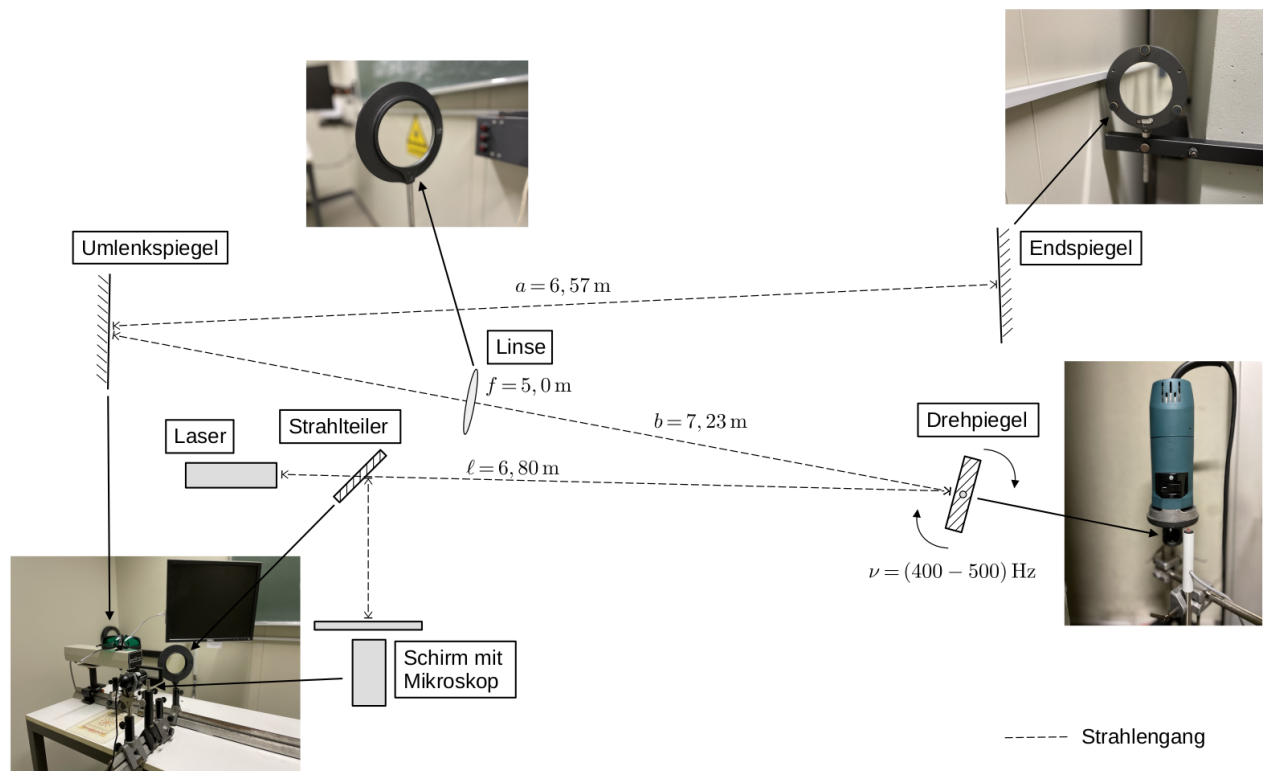 Umlenkspiegel
a = 6, 57 m
Endspiegel
Linse
f = 5, 0 m
b = 7, 23 m
Drehpiegel
Laser
Strahlteiler
ℓ = 6, 80 m
ν = (400 − 500) Hz
Schirm mit
Mikroskop
Strahlengang